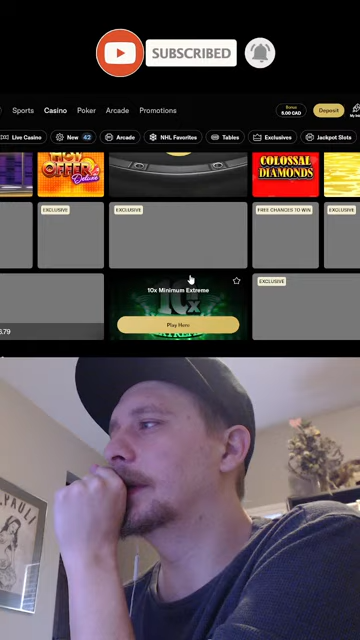 SUBSCRIBED
Sports Casino Poker Arcade Promotions
Bonus
5.00 CAD
Deposit
Live Casino New 42 Arcade NHL Favorites Tables Exclusives Jackpot Slots
HOT
OFFER
Deluxe
COLOSSAL
DIAMONDS
EXCLUSIVE EXCLUSIVE FREE CHANCES TO WIN EXCLUSIVE
10x Minimum Extreme
EXCLUSIVE
Play Here